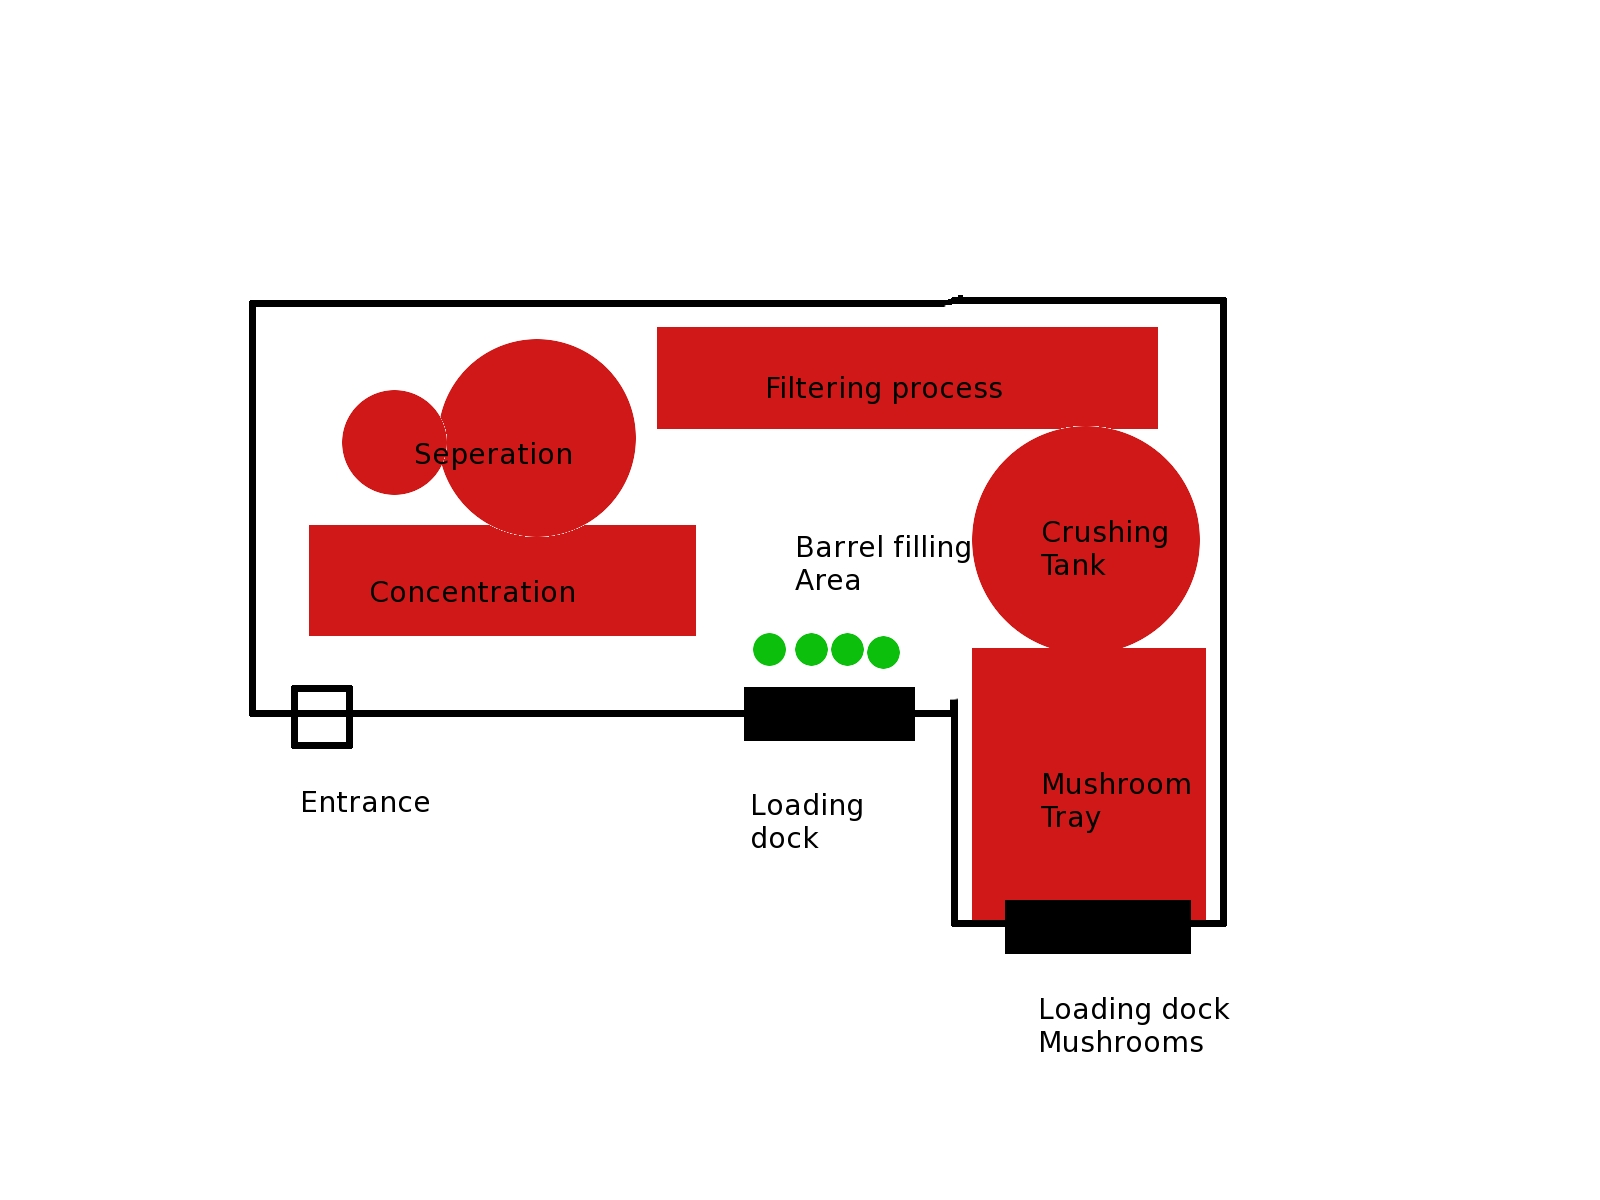 Filtering process
Seperation
Crushing
Tank
Barrel filling
Area
Concentration
Mushroom
Tray
Entrance
Loading
dock
Loading dock
Mushrooms